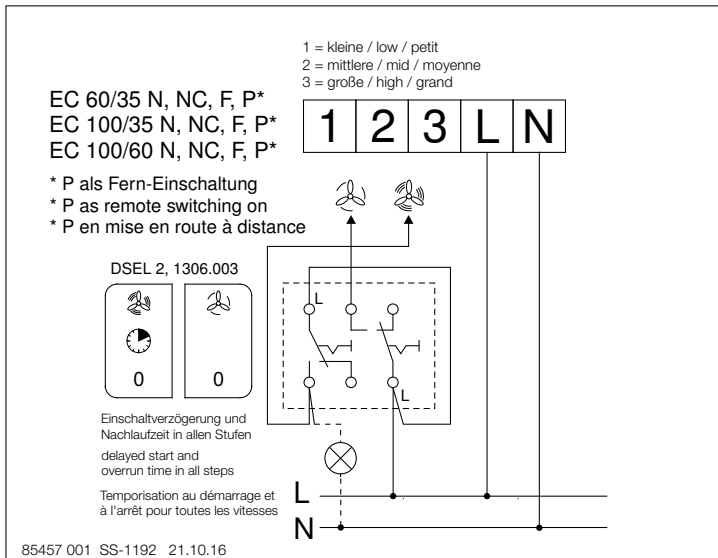 1 = kleine / low / petit
2 = mittlere / mid / moyenne
3 = große / high / grand
EC 60/35 N, NC, F, P*
EC 100/35 N, NC, F, P*
EC 100/60 N, NC, F, P*
1 2 3 L N
* P als Fern-Einschaltung
* P as remote switching on
* P en mise en route à distance
DSEL 2, 1306.003
L
0 0
L
Einschaltverzögerung und
Nachlaufzeit in allen Stufen
delayed start and
overrun time in all steps
Temporisation au démarrage et
à l'arrêt pour toutes les vitesses
L
N
85457 001 SS-1192 21.10.16